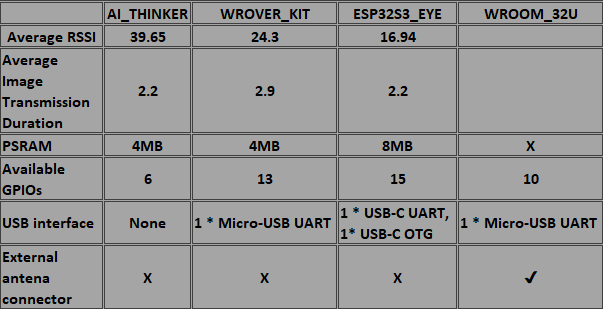 AI_THINKER WROVER_KIT ESP32S3_EYE WROOM_32U
Average RSSI 39.65 24.3 16.94
Average
Image
Transmission
Duration
2.2 2.9 2.2
PSRAM 4MB 4MB 8MB X
Available
GPIOs
6 13 15 10
USB interface None 1 * Micro-USB UART 1 * USB-C UART,
1* USB-C OTG
1 * Micro-USB UART
External
antena
connector
X X X ✓